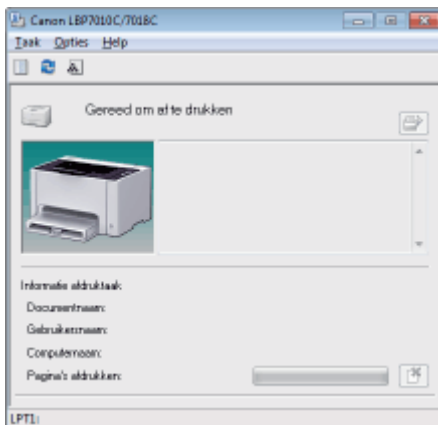 Canon LBP7010C/7018C
Taak Opties Help
Gereed om af te drukken
Informatie afdruktaak
Documentnaam:
Gebruikersnaam:
Computernaam:
Pagina's afdrukken:
LPT1: